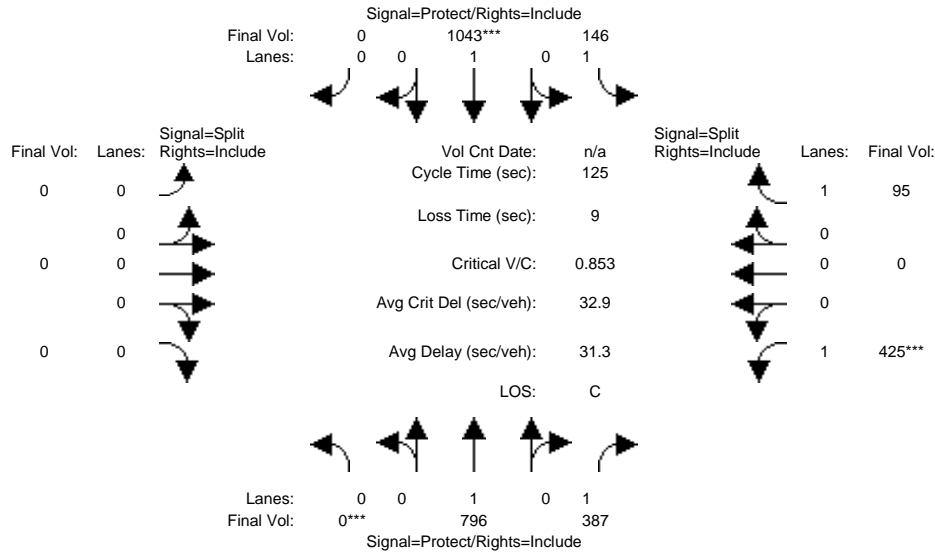 Signal=Protect/Rights=Include
Final Vol: 0 1043*** 146
Lanes: 0 0 1 0 1
Signal=Split
Final Vol: Lanes: Rights=Include
Vol Cnt Date: n/a
Signal=Split
Rights=Include Lanes: Final Vol:
Cycle Time (sec): 125
0 0
1 95
Loss Time (sec): 9
0
0
0 0
Critical V/C: 0.853
0 0
0
Avg Crit Del (sec/veh): 32.9
0
0 0
Avg Delay (sec/veh): 31.3
1 425***
LOS: C
Lanes: 0 0 1 0 1
Final Vol: 0*** 796 387
Signal=Protect/Rights=Include